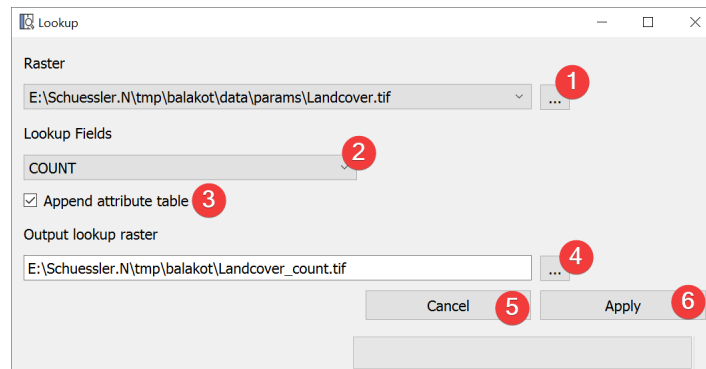 Lookup
Raster
E:\Schuessler.N\tmp\balakot\data\params\Landcover.tif
...
1
Lookup Fields
COUNT
2
Append attribute table
3
Output lookup raster
E:\Schuessler.N\tmp\balakot\Landcover_count.tif
...
4
Cancel
5
Apply
6